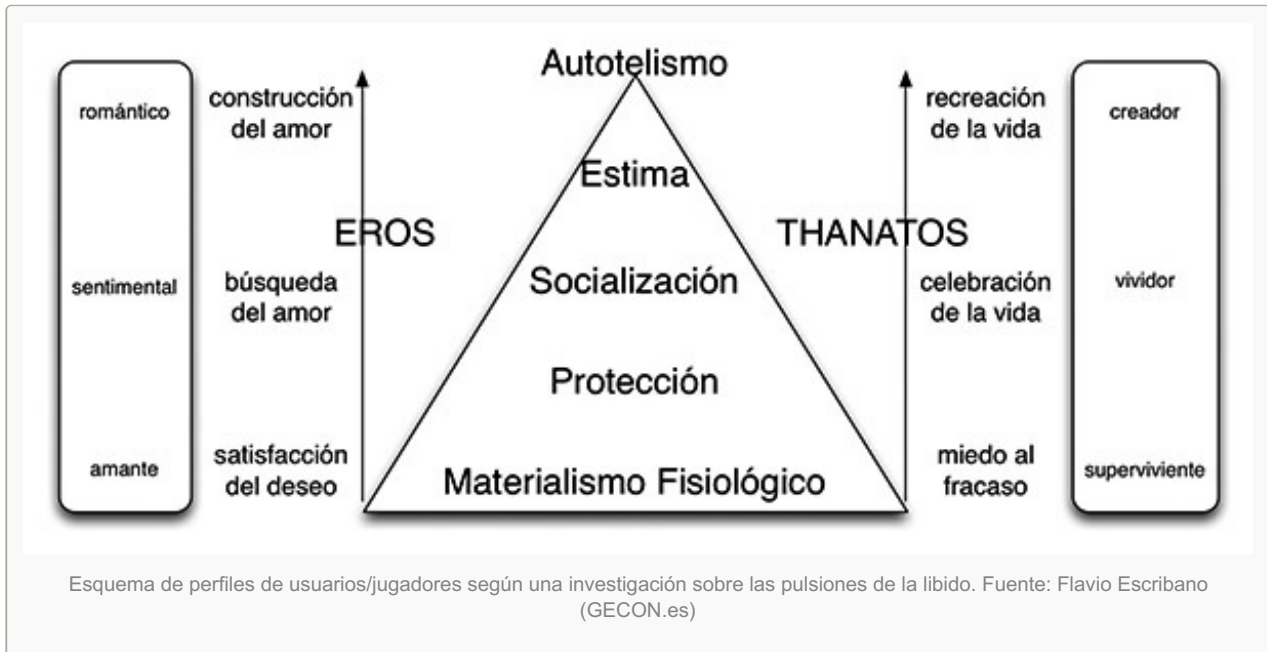 Autotelismo
romántico
construcción
del amor
recreación
de la vida
creador
Estima
EROS
THANATOS
sentimental
búsqueda
del amor
Socialización
celebración
de la vida
vividor
Protección
amante
satisfacción
del deseo
Materialismo Fisiológico
miedo al
fracaso
superviviente
Esquema de perfiles de usuarios/jugadores según una investigación sobre las pulsiones de la libido. Fuente: Flavio Escribano
(GECON.es)